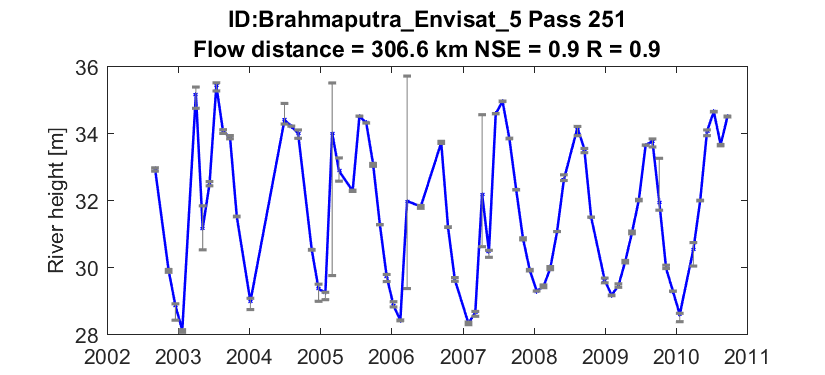 ID:Brahmaputra_Envisat_5 Pass 251
Flow distance = 306.6 km NSE = 0.9 R = 0.9
River height [m]
36
34
32
30
28
2002 2003 2004 2005 2006 2007 2008 2009 2010 2011